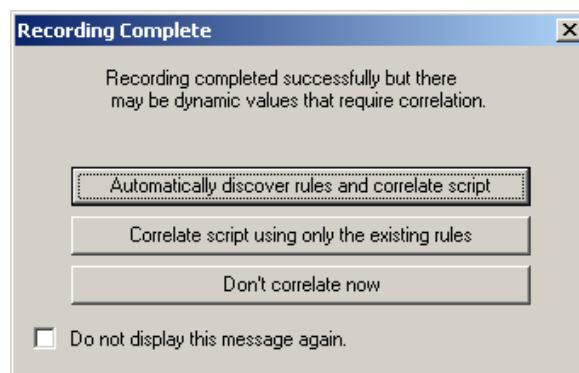 Recording Complete
Recording completed successfully but there
may be dynamic values that require correlation.
Automatically discover rules and correlate script
Correlate script using only the existing rules
Don't correlate now
Do not display this message again.